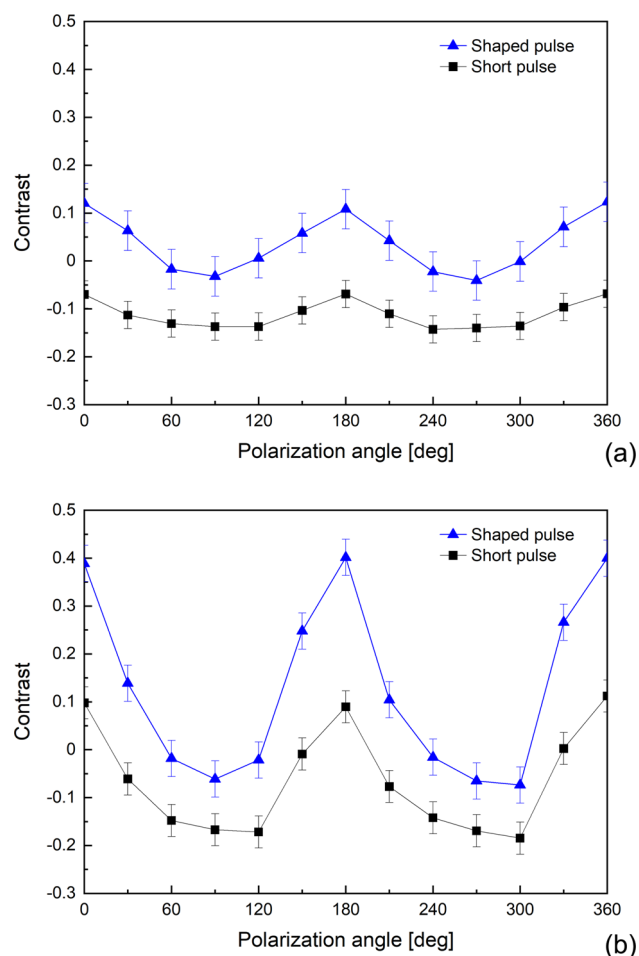 0.5
0.4
0.3
0.2
0.1
0
-0.1
-0.2
-0.3
Contrast
Shaped pulse
Short pulse
0 60 120 180 240 300 360
Polarization angle [deg]
(a)
0.5
0.4
0.3
0.2
0.1
0
-0.1
-0.2
-0.3
Contrast
Shaped pulse
Short pulse
0 60 120 180 240 300 360
Polarization angle [deg]
(b)